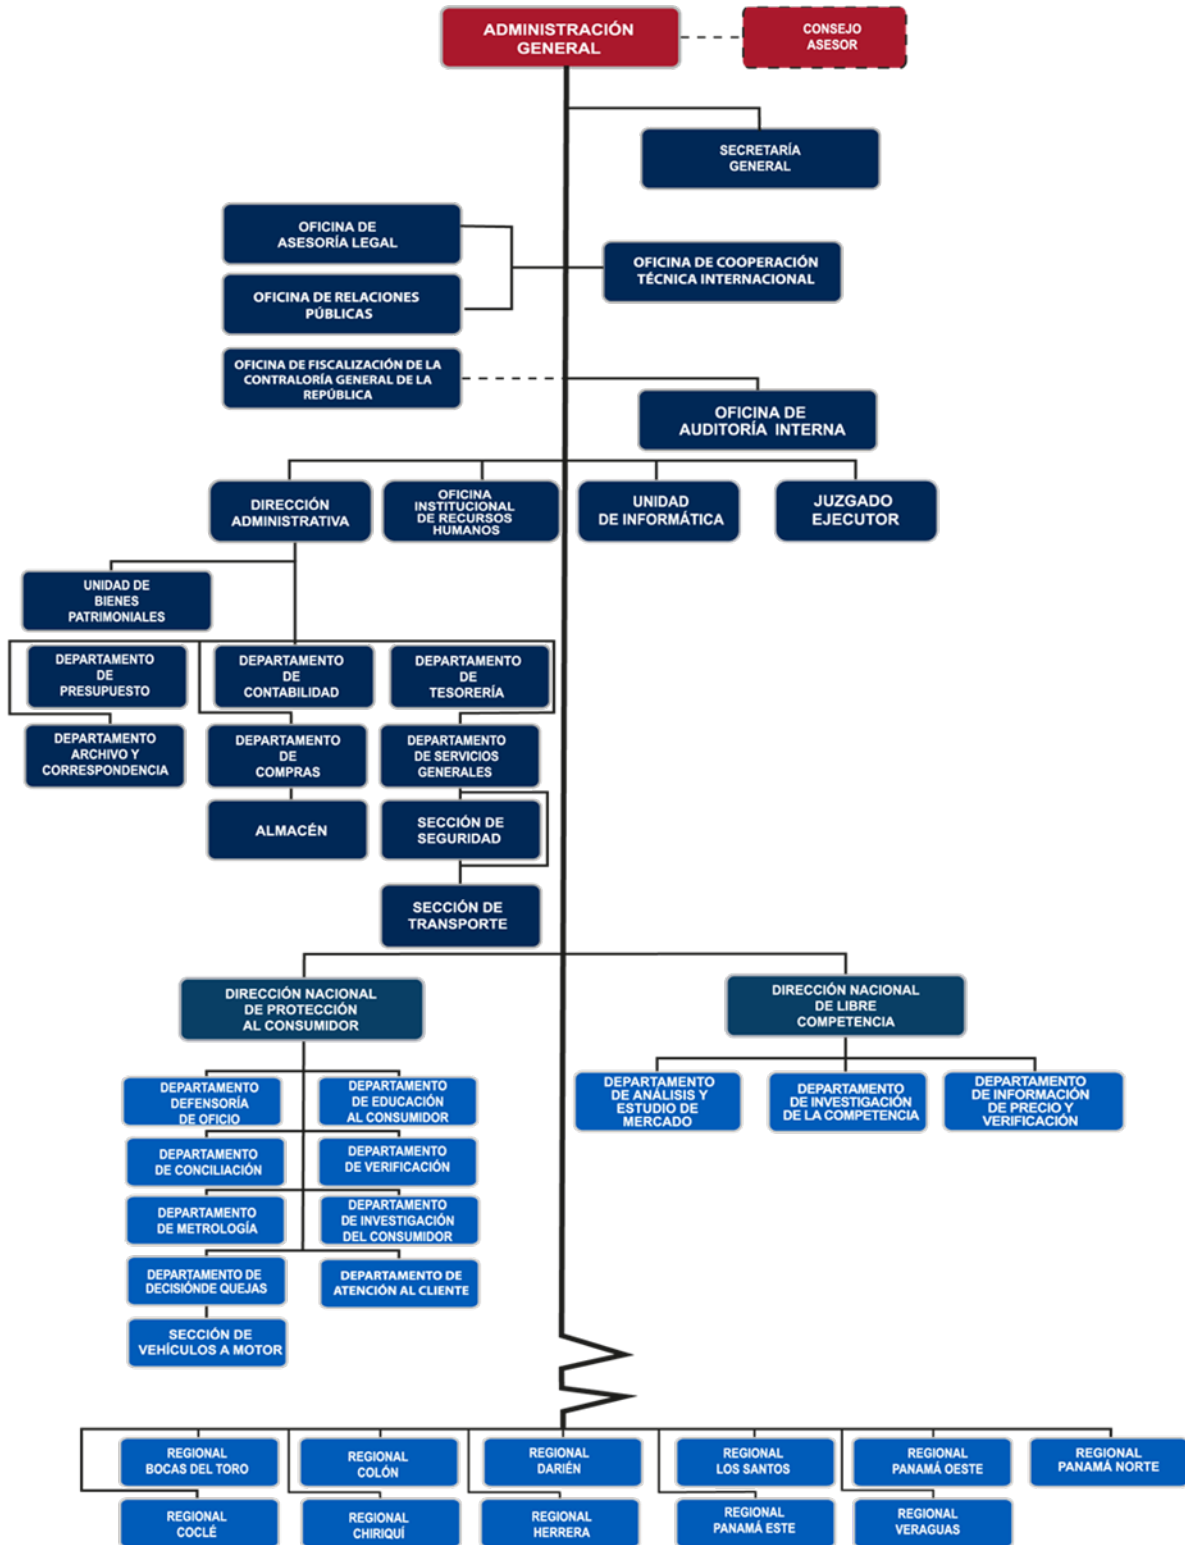 ADMINISTRACIÓN
GENERAL
CONSEJO
ASESOR
SECRETARÍA
GENERAL
OFICINA DE
ASESORÍA LEGAL
OFICINA DE COOPERACIÓN
TÉCNICA INTERNACIONAL
OFICINA DE RELACIONES
PÚBLICAS
OFICINA DE FISCALIZACIÓN DE LA
CONTRALORÍA GENERAL DE LA
REPÚBLICA
OFICINA DE
AUDITORÍA INTERNA
DIRECCIÓN
ADMINISTRATIVA
OFICINA
INSTITUCIONAL
DE RECURSOS
HUMANOS
UNIDAD
DE INFORMÁTICA
JUZGADO
EJECUTOR
UNIDAD DE
BIENES
PATRIMONIALES
DEPARTAMENTO
DE
PRESUPUESTO
DEPARTAMENTO
DE
CONTABILIDAD
DEPARTAMENTO
DE
TESORERÍA
DEPARTAMENTO
ARCHIVO Y
CORRESPONDENCIA
DEPARTAMENTO
DE
COMPRAS
DEPARTAMENTO
DE SERVICIOS
GENERALES
ALMACÉN
SECCIÓN DE
SEGURIDAD
SECCIÓN DE
TRANSPORTE
DIRECCIÓN NACIONAL
DE PROTECCIÓN
AL CONSUMIDOR
DIRECCIÓN NACIONAL
DE LIBRE
COMPETENCIA
DEPARTAMENTO
DEFENSORÍA
DE OFICIO
DEPARTAMENTO
DE EDUCACIÓN
AL CONSUMIDOR
DEPARTAMENTO
DE ANÁLISIS Y
ESTUDIO DE
MERCADO
DEPARTAMENTO
DE INVESTIGACIÓN
DE LA COMPETENCIA
DEPARTAMENTO
DE INFORMACIÓN
DE PRECIO Y
VERIFICACIÓN
DEPARTAMENTO
DE CONCILIACIÓN
DEPARTAMENTO
DE VERIFICACIÓN
DEPARTAMENTO
DE METROLOGÍA
DEPARTAMENTO
DE INVESTIGACIÓN
DEL CONSUMIDOR
DEPARTAMENTO DE
DECISIÓNDE QUEJAS
DEPARTAMENTO DE
ATENCIÓN AL CLIENTE
SECCIÓN DE
VEHÍCULOS A MOTOR
REGIONAL
BOCAS DEL TORO
REGIONAL
COLÓN
REGIONAL
DARIÉN
REGIONAL
LOS SANTOS
REGIONAL
PANAMÁ OESTE
REGIONAL
PANAMÁ NORTE
REGIONAL
COCLÉ
REGIONAL
CHIRIQUÍ
REGIONAL
HERRERA
REGIONAL
PANAMÁ ESTE
REGIONAL
VERAGUAS